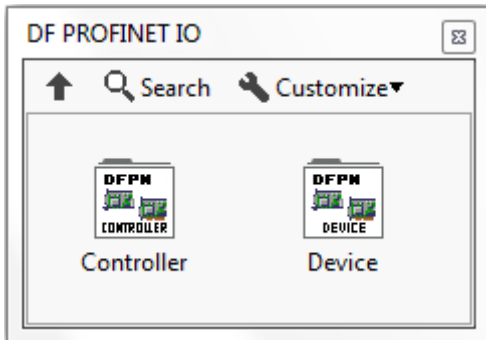 DF PROFINET IO
Search Customize
DFPN DFPN
CONTROLLER DEVICE
Controller Device